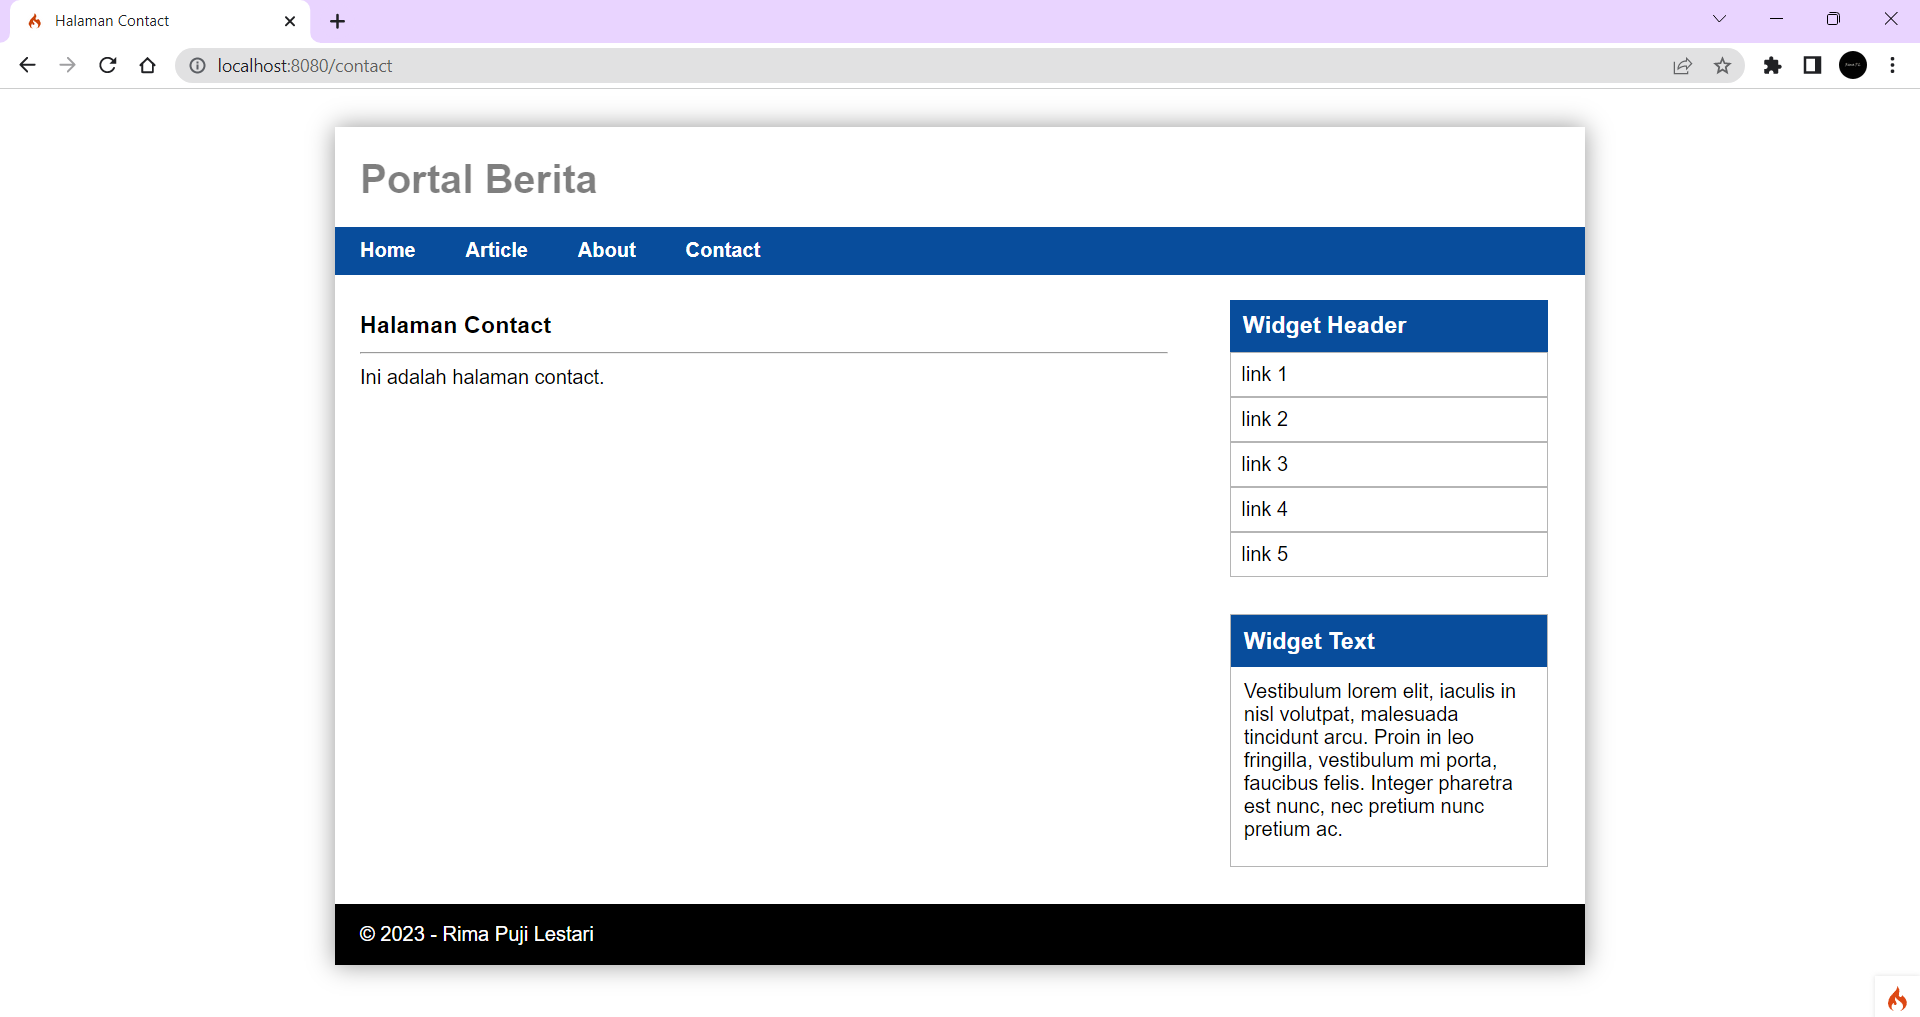 Halaman Contact
localhost:8080/contact
Portal Berita
Home Article About Contact
Halaman Contact
Ini adalah halaman contact.
Widget Header
link 1
link 2
link 3
link 4
link 5
Widget Text
Vestibulum lorem elit, iaculis in
nisl volutpat, malesuada
tincidunt arcu. Proin in leo
fringilla, vestibulum mi porta,
faucibus felis. Integer pharetra
est nunc, nec pretium nunc
pretium ac.
© 2023 - Rima Puji Lestari